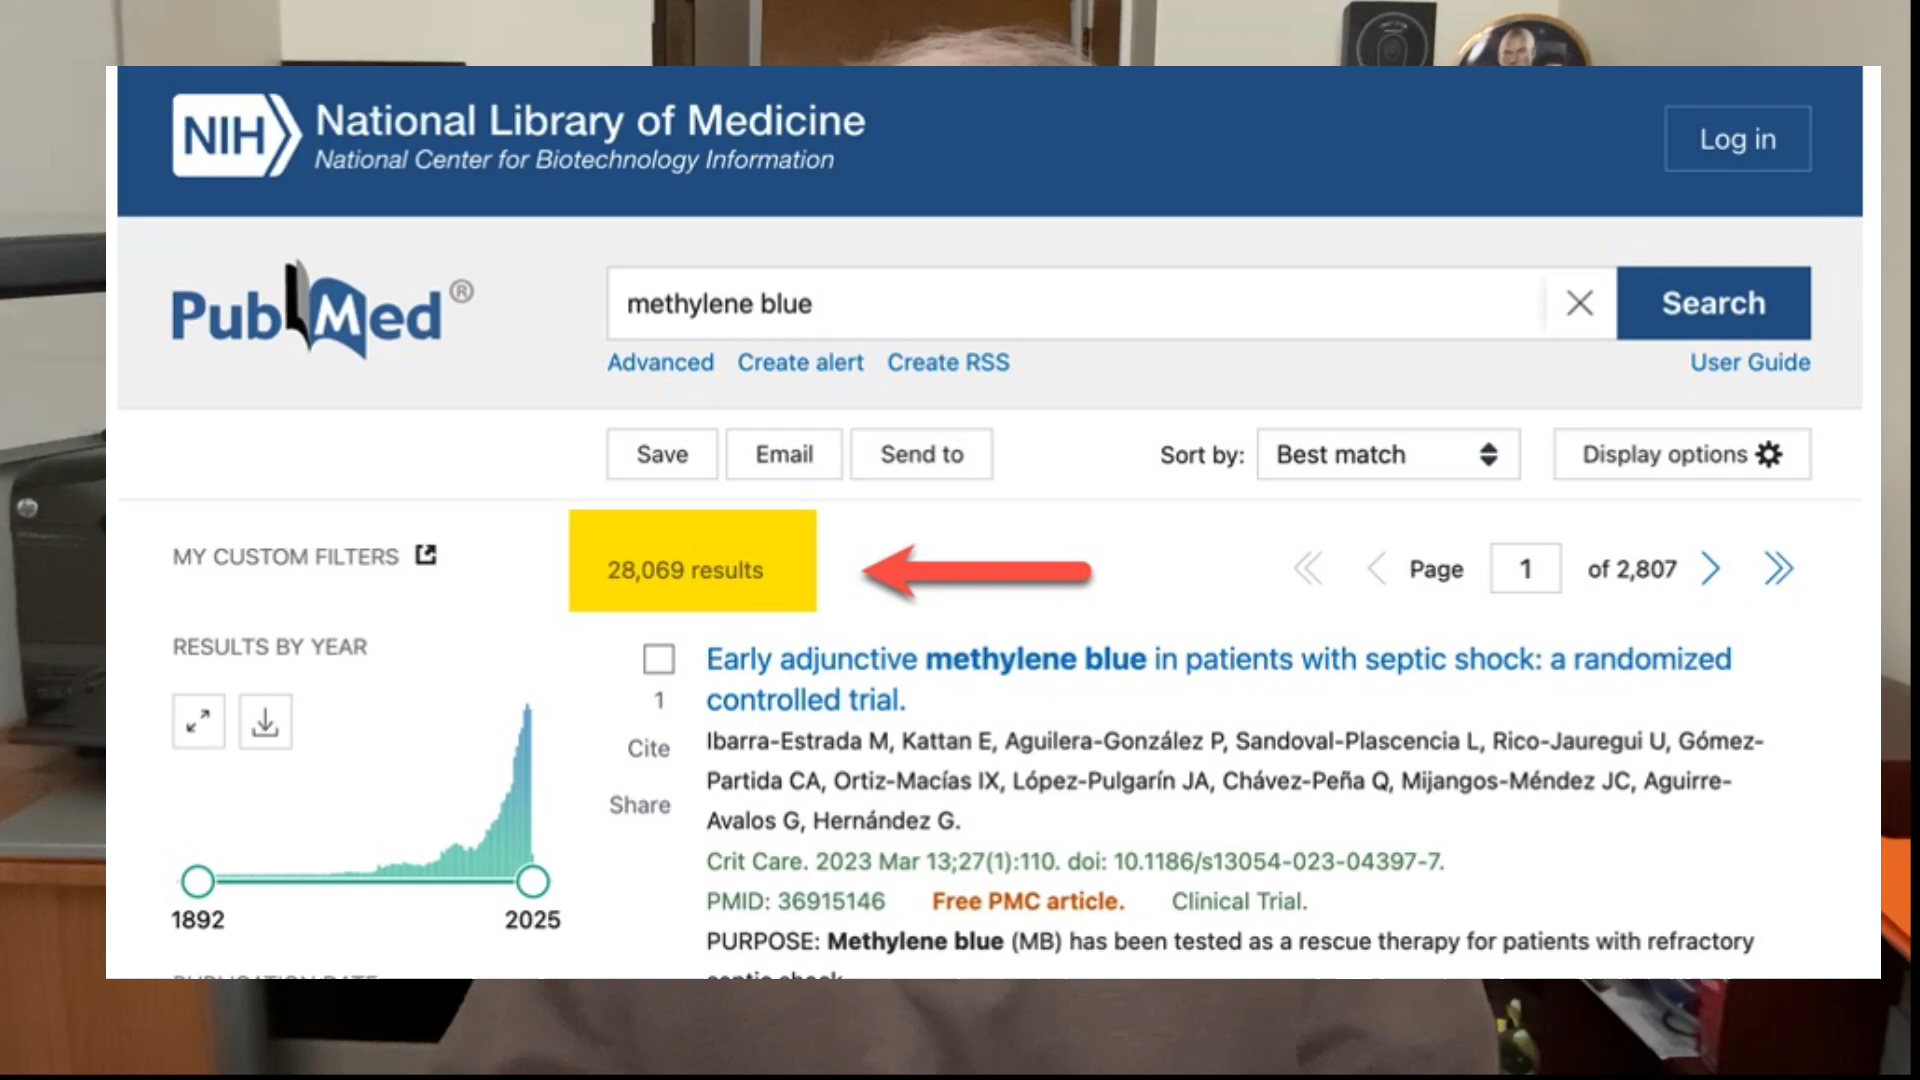 NIH National Library of Medicine
National Center for Biotechnology Information
Log in
PubMed®
methylene blue
Search
Advanced Create alert Create RSS
User Guide
Save Email Send to
Sort by: Best match
Display options
MY CUSTOM FILTERS
28,069 results
Page 1 of 2,807
RESULTS BY YEAR
1892 2025
1
Cite
Share
Early adjunctive methylene blue in patients with septic shock: a randomized
controlled trial.
Ibarra-Estrada M, Kattan E, Aguilera-González P, Sandoval-Plascencia L, Rico-Jauregui U, Gómez-
Partida CA, Ortiz-Macías IX, López-Pulgarín JA, Chávez-Peña Q, Mijangos-Méndez JC, Aguirre-
Avalos G, Hernández G.
Crit Care. 2023 Mar 13;27(1):110. doi: 10.1186/s13054-023-04397-7.
PMID: 36915146 Free PMC article. Clinical Trial.
PURPOSE: Methylene blue (MB) has been tested as a rescue therapy for patients with refractory
septic shock
PUBLICATION DATE
hp